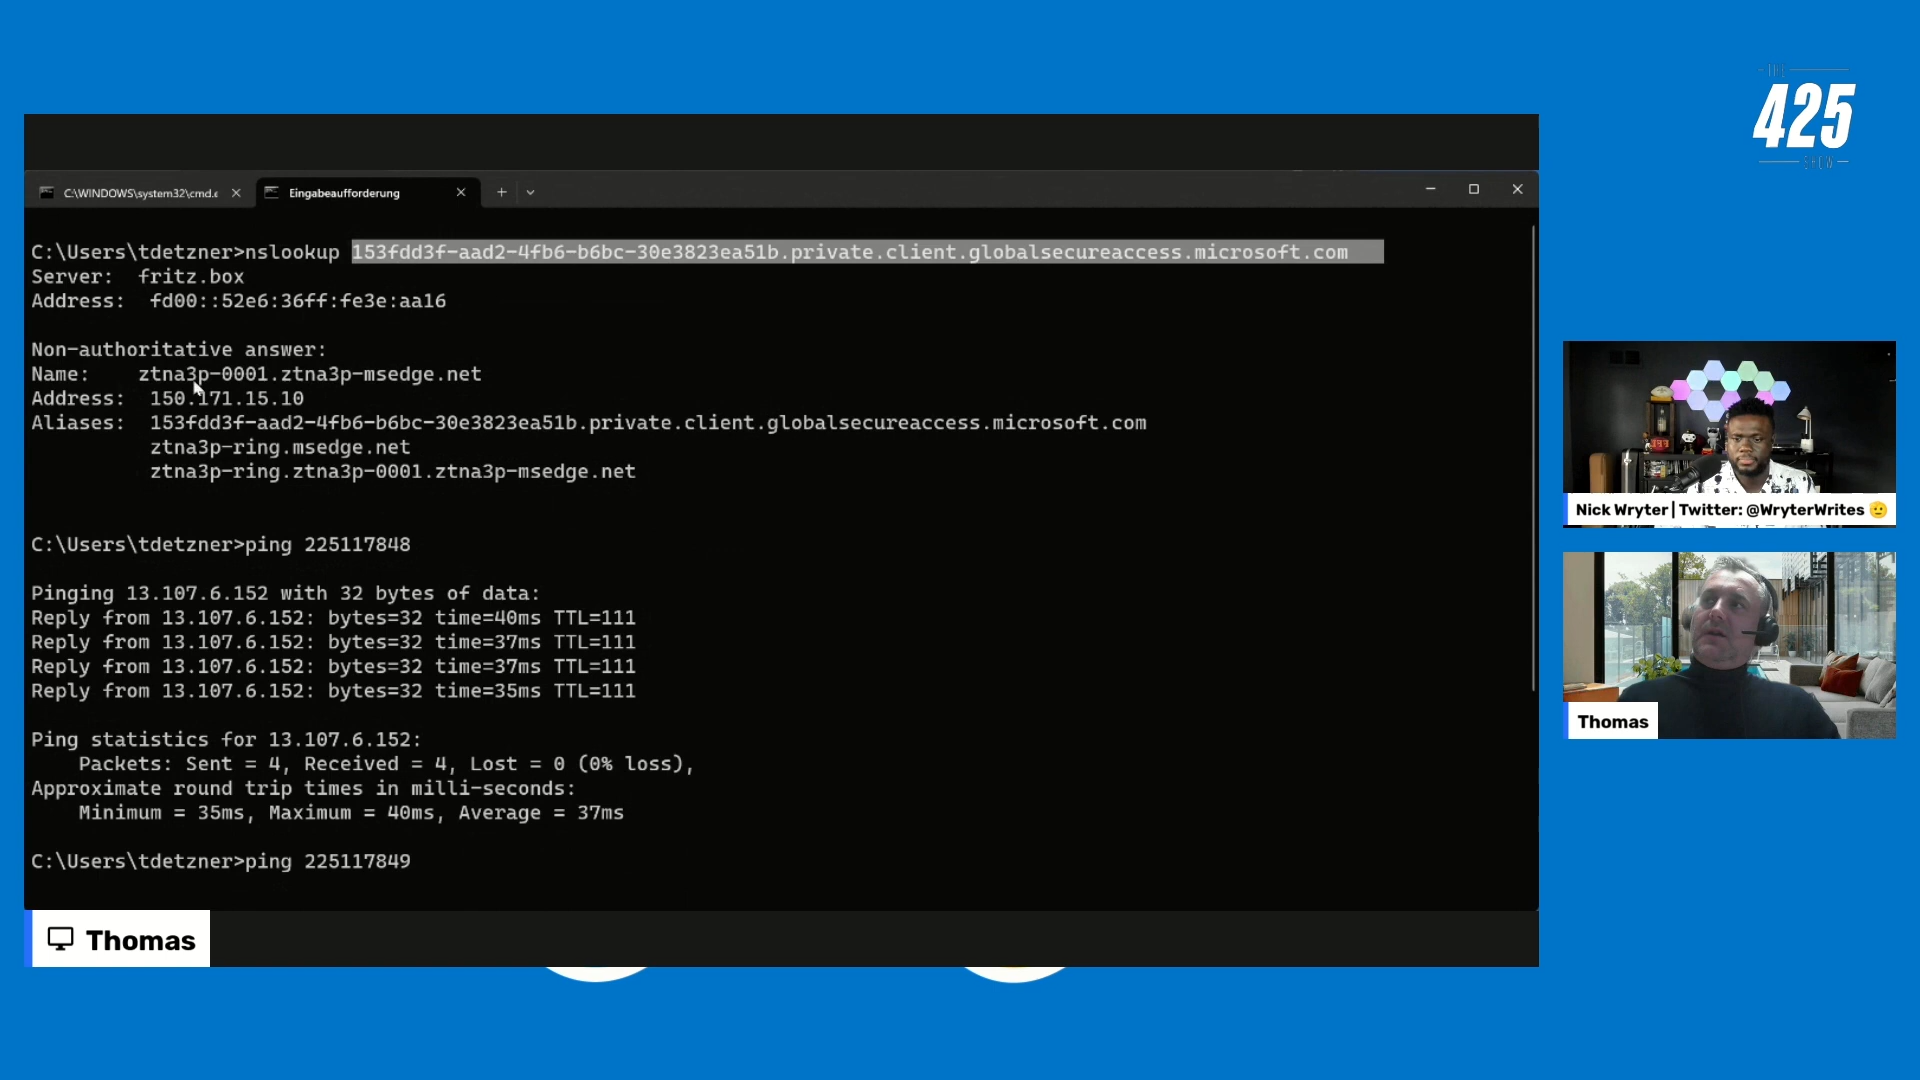 THE
425
SHOW
C:\WINDOWS\system32\cmd.e
Eingabeaufforderung
C:\Users\tdetzner>nslookup 153fdd3f-aad2-4fb6-b6bc-30e3823ea51b.private.client.globalsecureaccess.microsoft.com
Server: fritz.box
Address: fd00::52e6:36ff:fe3e:aa16
Non-authoritative answer:
Name: ztna3p-0001.ztna3p-msedge.net
Address: 150.171.15.10
Aliases: 153fdd3f-aad2-4fb6-b6bc-30e3823ea51b.private.client.globalsecureaccess.microsoft.com
ztna3p-ring.msedge.net
ztna3p-ring.ztna3p-0001.ztna3p-msedge.net
C:\Users\tdetzner>ping 225117848
Pinging 13.107.6.152 with 32 bytes of data:
Reply from 13.107.6.152: bytes=32 time=40ms TTL=111
Reply from 13.107.6.152: bytes=32 time=37ms TTL=111
Reply from 13.107.6.152: bytes=32 time=37ms TTL=111
Reply from 13.107.6.152: bytes=32 time=35ms TTL=111
Ping statistics for 13.107.6.152:
Packets: Sent = 4, Received = 4, Lost = 0 (0% loss),
Approximate round trip times in milli-seconds:
Minimum = 35ms, Maximum = 40ms, Average = 37ms
C:\Users\tdetzner>ping 225117849
Nick Wryter | Twitter: @WryterWrites 🫡
Thomas
Thomas